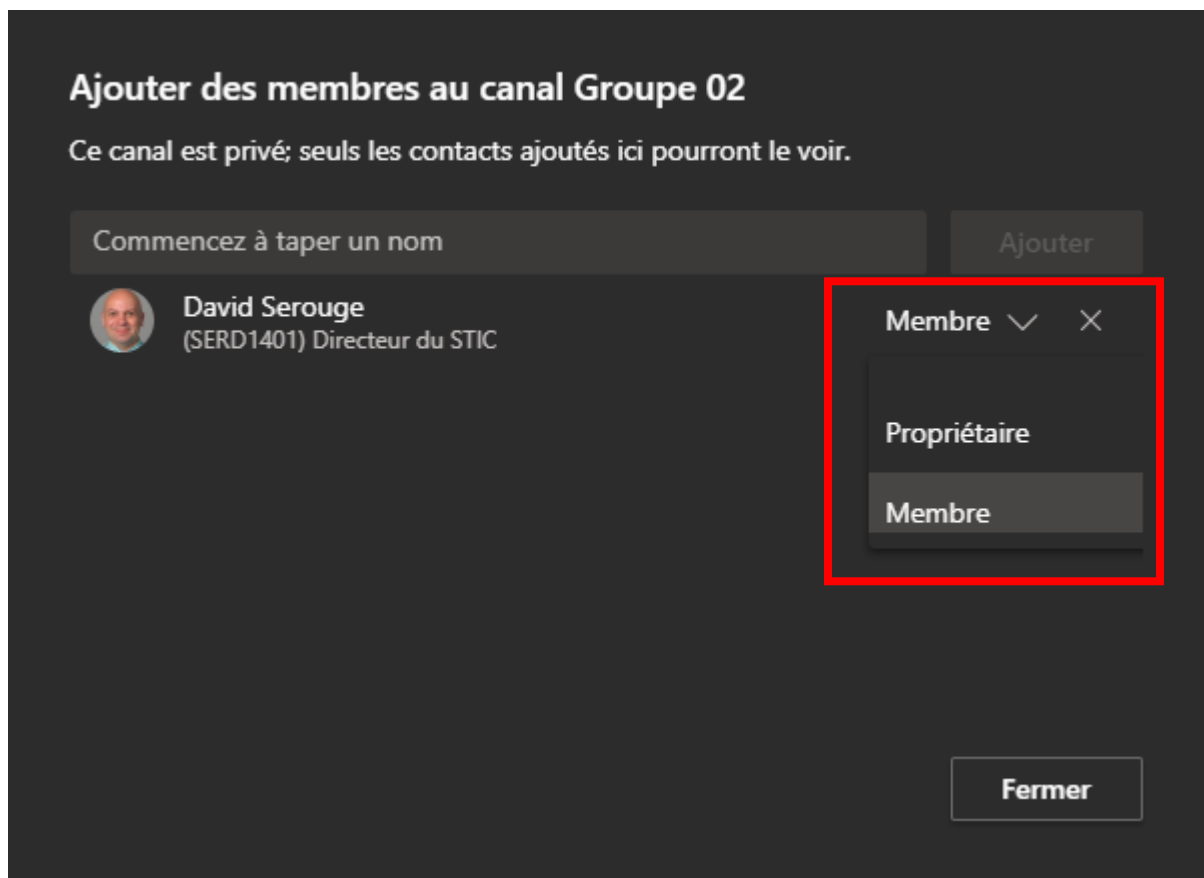 Ajouter des membres au canal Groupe 02
Ce canal est privé; seuls les contacts ajoutés ici pourront le voir.
Commencez à taper un nom
Ajouter
David Serouge
(SERD1401) Directeur du STIC
Membre
Propriétaire
Membre
Fermer